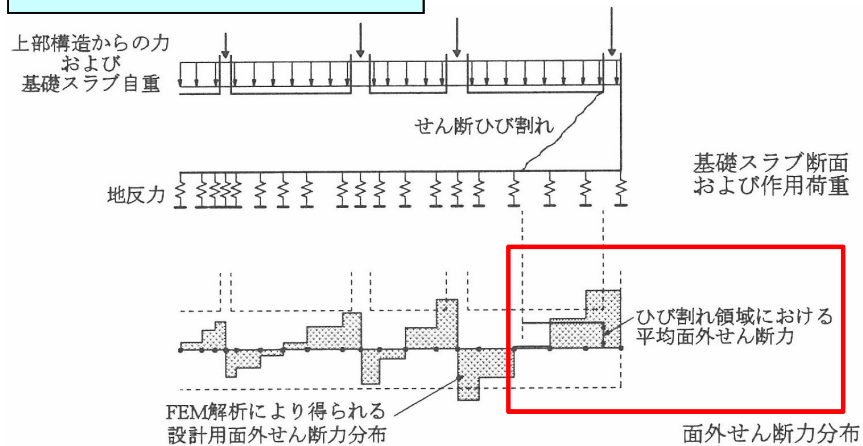 上部構造からの力
および
基礎スラブ自重
せん断ひび割れ
地反力
基礎スラブ断面
および作用荷重
ひび割れ領域における
平均面外せん断力
FEM解析により得られる
設計用面外せん断力分布
面外せん断力分布